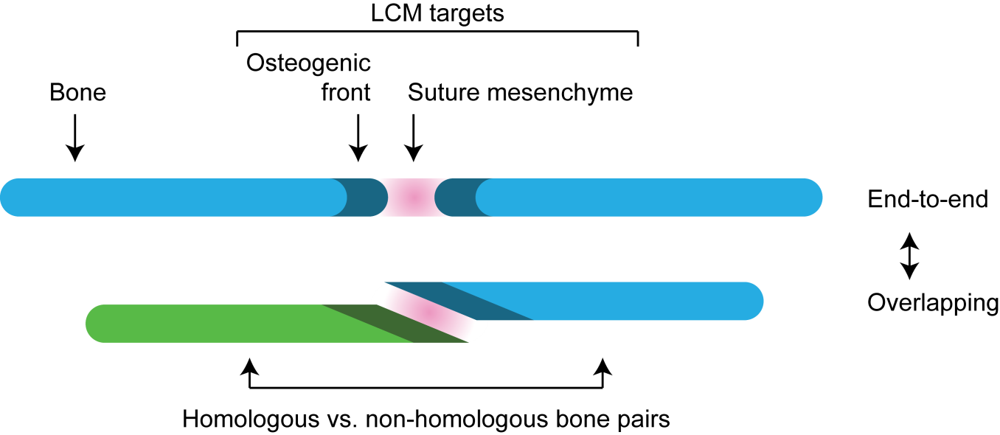 LCM targets
Osteogenic
front
Bone
Suture mesenchyme
End-to-end
Overlapping
Homologous vs. non-homologous bone pairs